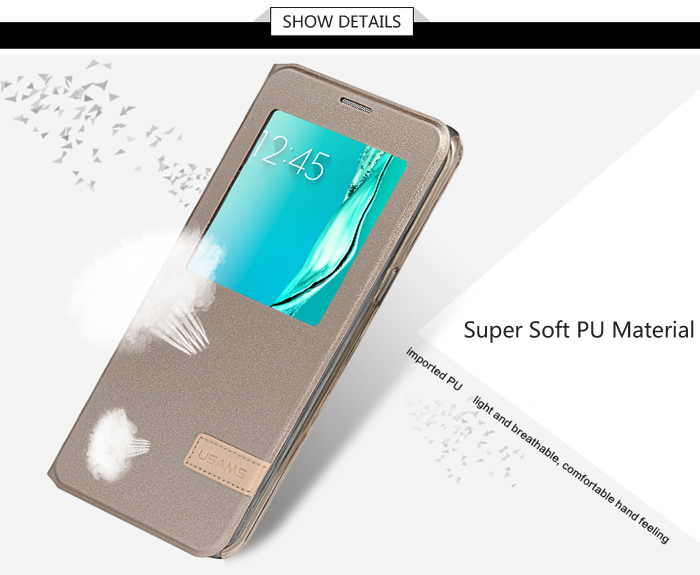 SHOW DETAILS
12:45
Super Soft PU Material
imported PU
light and breathable, comfortable hand feeling
USAMS